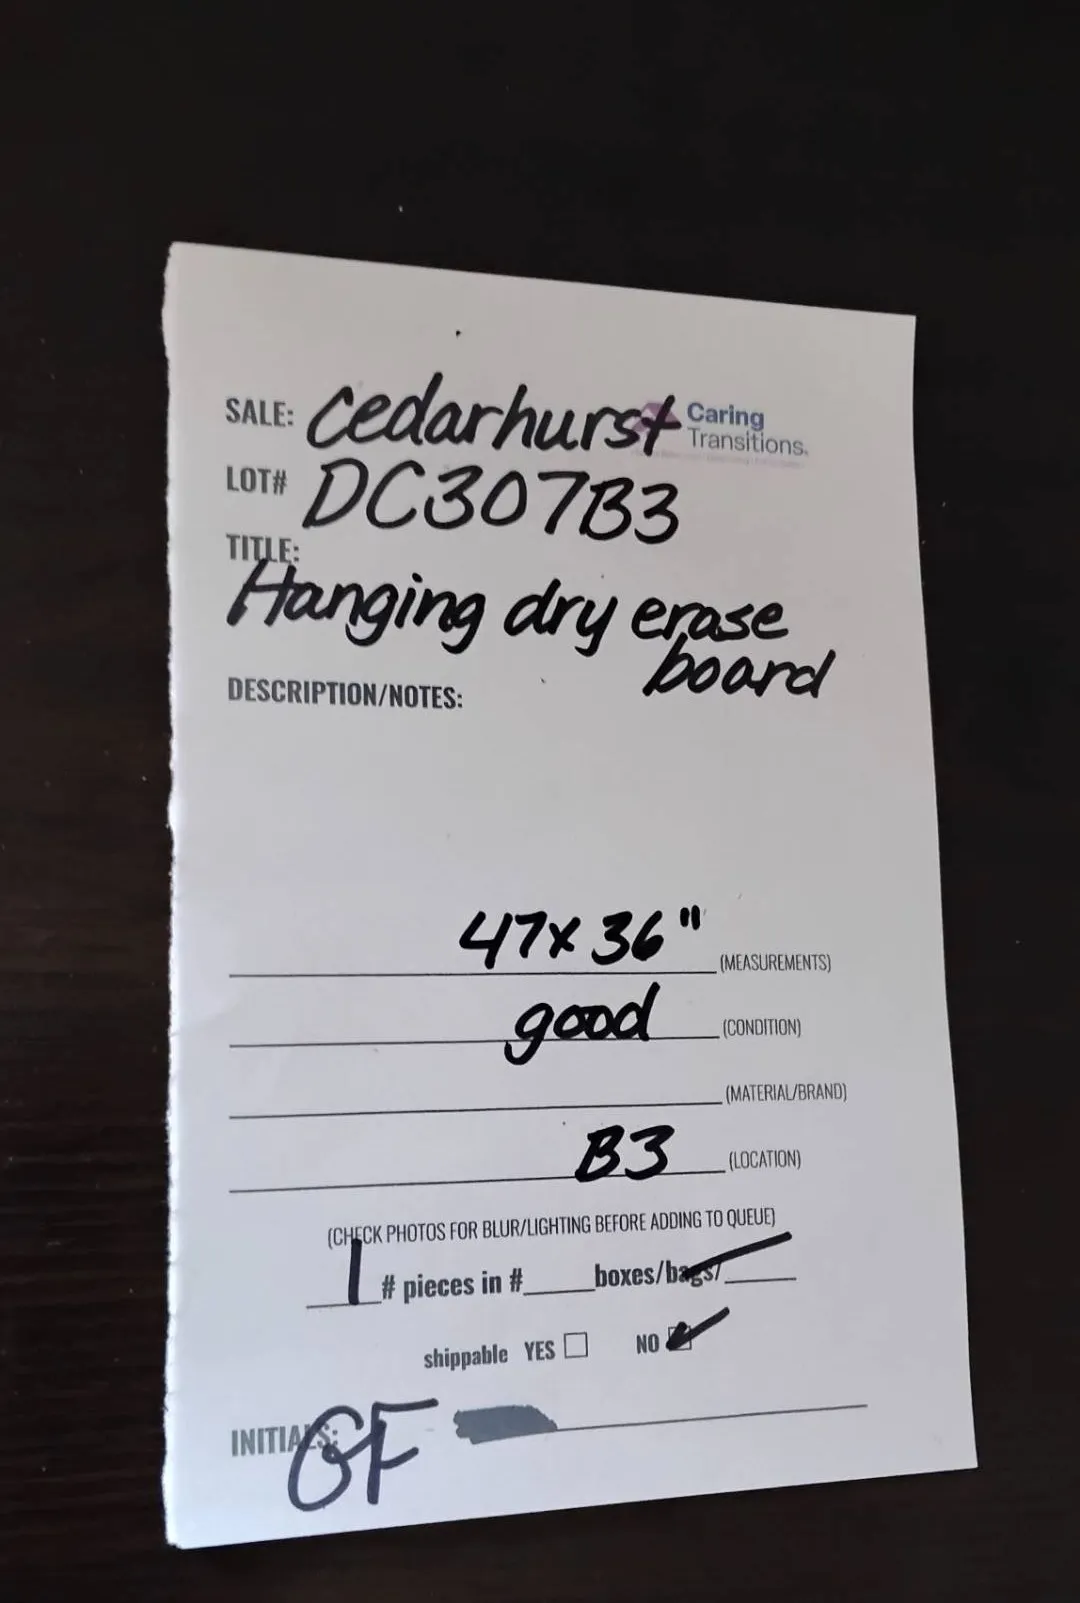 SALE: Cedarhurst
Caring
Transitions.
LOT# DC307B3
TITLE:
Hanging dry erase
board
DESCRIPTION/NOTES:
47x36" (MEASUREMENTS)
good (CONDITION)
(MATERIAL/BRAND)
B3 (LOCATION)
(CHECK PHOTOS FOR BLUR/LIGHTING BEFORE ADDING TO QUEUE)
1 # pieces in # boxes/bags/
shippable YES NO
INITIALS: GF